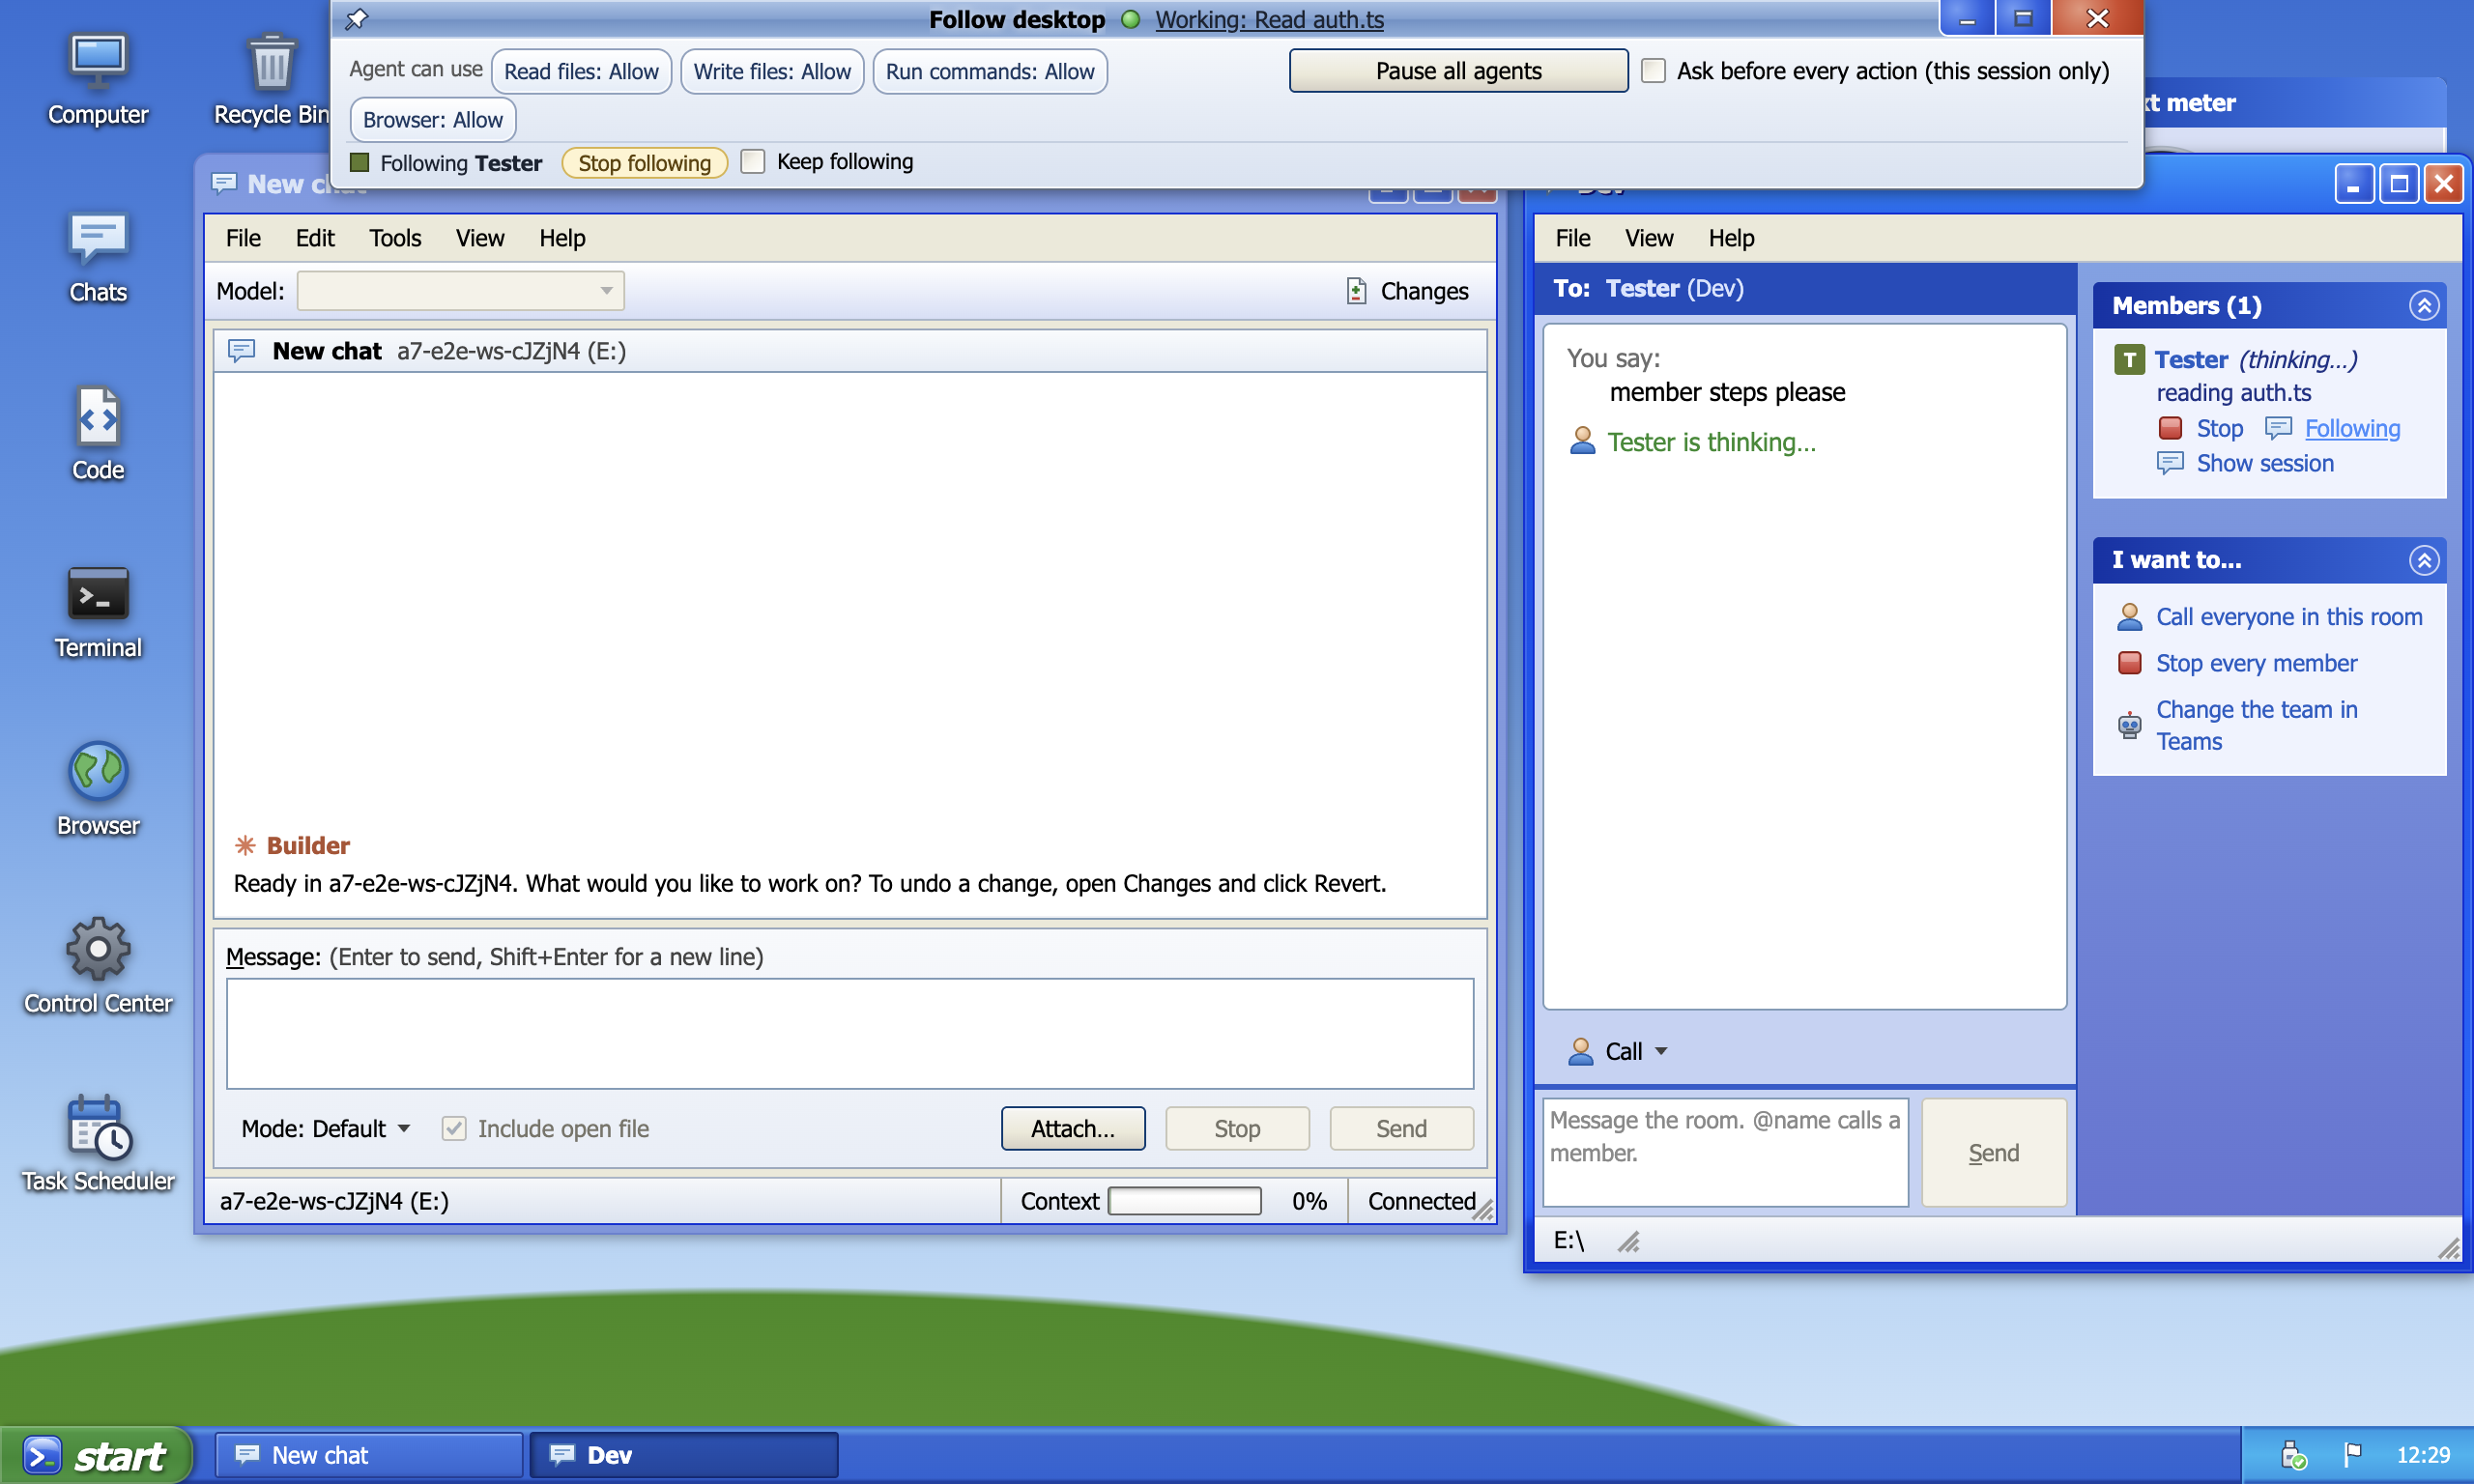 Follow desktop Working: Read auth.ts
Agent can use Read files: Allow Write files: Allow Run commands: Allow
Browser: Allow
Pause all agents Ask before every action (this session only)
Following Tester Stop following Keep following
Computer
Recycle Bin
Chats
Code
Terminal
Browser
Control Center
Task Scheduler
meter
New
File Edit Tools View Help
Model: Changes
New chat a7-e2e-ws-cJZjN4 (E:)
Builder
Ready in a7-e2e-ws-cJZjN4. What would you like to work on? To undo a change, open Changes and click Revert.
Message: (Enter to send, Shift+Enter for a new line)
Mode: Default Include open file Attach... Stop Send
a7-e2e-ws-cJZjN4 (E:) Context 0% Connected
File View Help
To: Tester (Dev)
You say:
member steps please
Tester is thinking...
Call
Message the room. @name calls a
member.
Send
E:\
Members (1)
T Tester (thinking...)
reading auth.ts
Stop Following
Show session
I want to...
Call everyone in this room
Stop every member
Change the team in
Teams
start New chat Dev 12:29